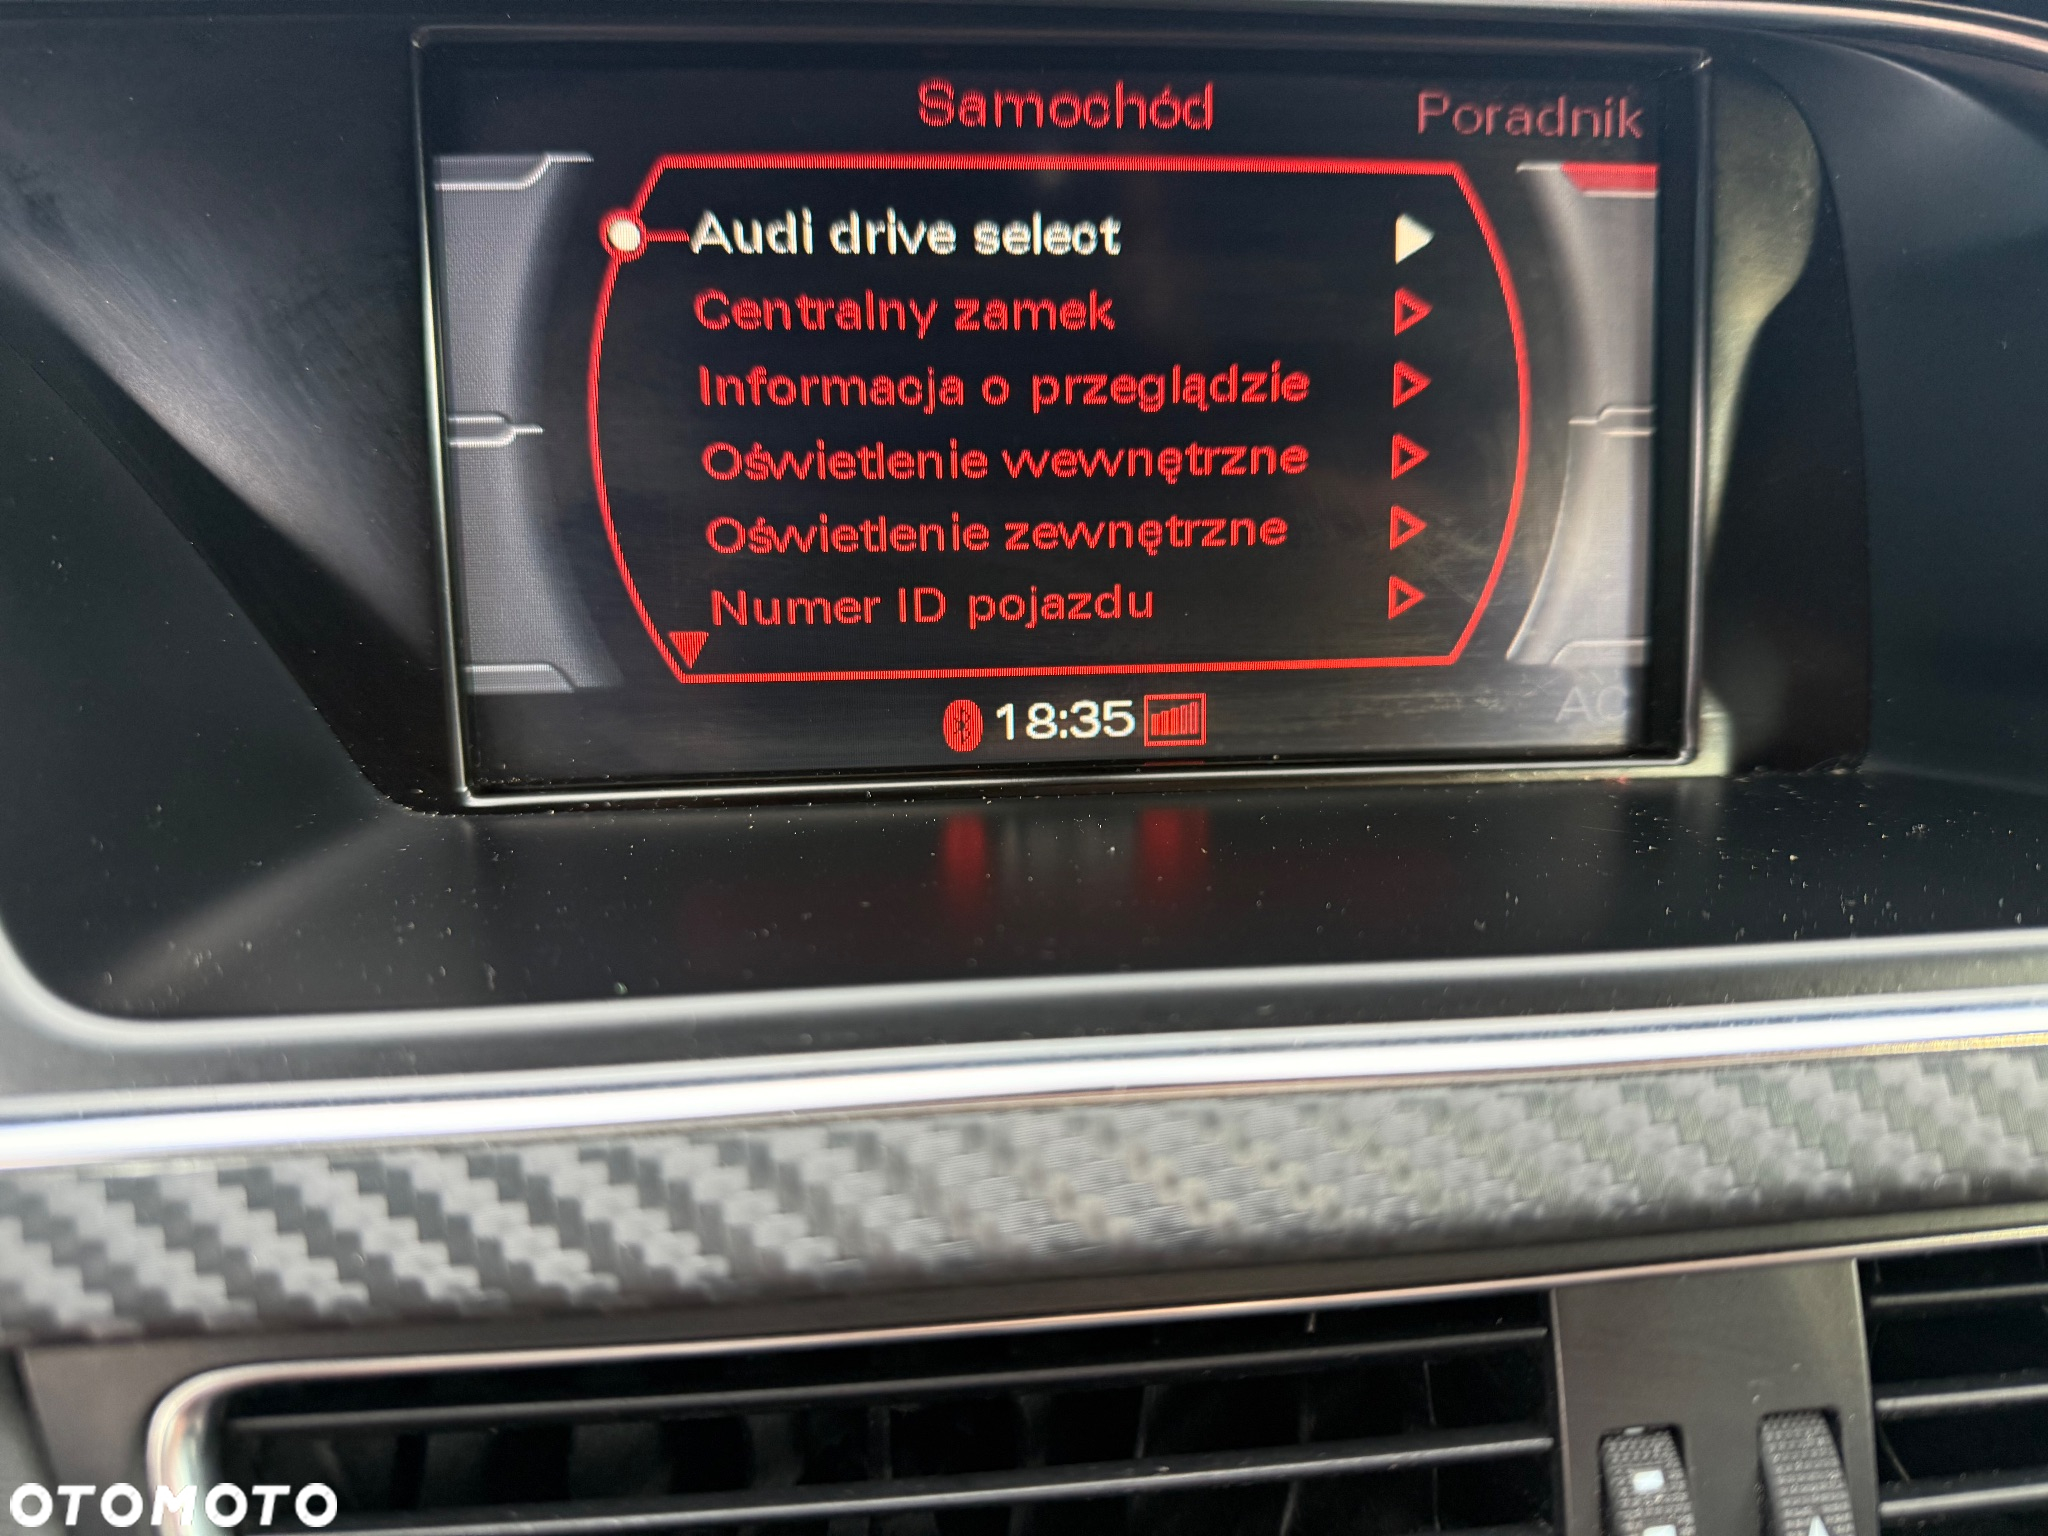 Samochód
Poradnik
Audi drive select
Centralny zamek
Informacja o przeglądzie
Oświetlenie wewnętrzne
Oświetlenie zewnętrzne
Numer ID pojazdu
AC
18:35
OTOMOTO